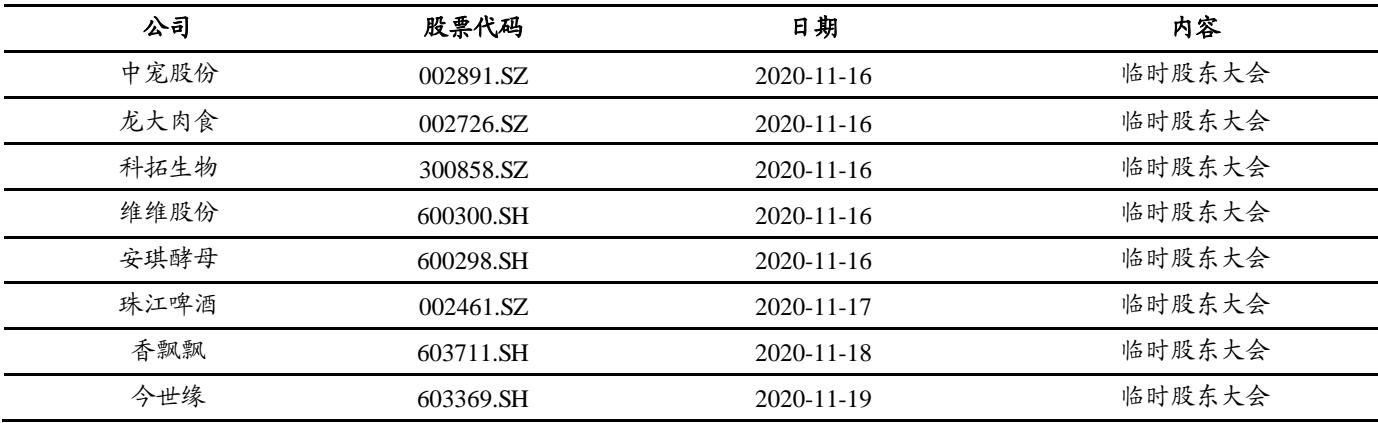 公司 股票代码 日期 内容
中宠股份 002891.SZ 2020-11-16 临时股东大会
龙大肉食 002726.SZ 2020-11-16 临时股东大会
科拓生物 300858.SZ 2020-11-16 临时股东大会
维维股份 600300.SH 2020-11-16 临时股东大会
安琪酵母 600298.SH 2020-11-16 临时股东大会
珠江啤酒 002461.SZ 2020-11-17 临时股东大会
香飘飘 603711.SH 2020-11-18 临时股东大会
今世缘 603369.SH 2020-11-19 临时股东大会